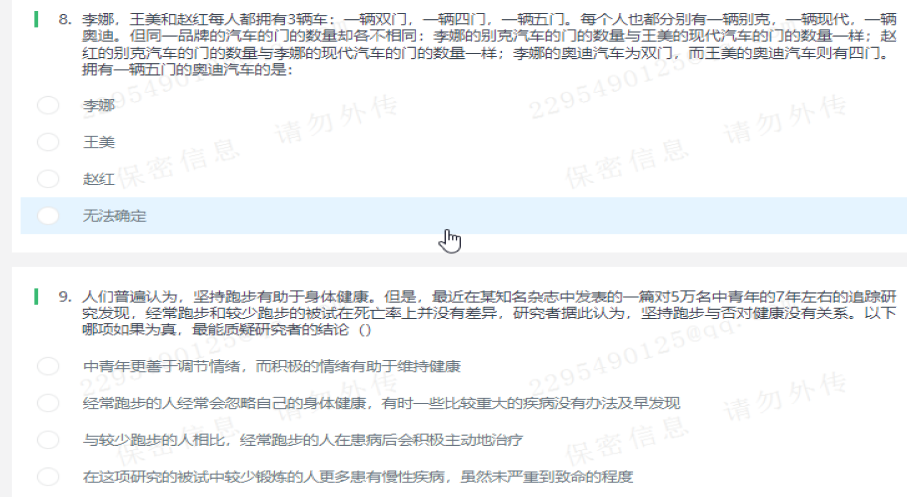 8. 李娜，王美和赵红每人都拥有3辆车：一辆双门，一辆四门，一辆五门。每个人也都分别有一辆别克，一辆现代，一辆
奥迪。但同一品牌的汽车的门的数量却各不相同：李娜的别克汽车的门的数量与王美的现代汽车的门的数量一样；赵
红的别克汽车的门的数量与李娜的现代汽车的门的数量一样；李娜的奥迪汽车为双门，而王美的奥迪汽车则有四门。
拥有一辆五门的奥迪汽车的是：
李娜
王美
赵红
无法确定
9. 人们普遍认为，坚持跑步有助于身体健康。但是，最近在某知名杂志中发表的一篇对5万名中青年的7年左右的追踪研
究发现，经常跑步和较少跑步的被试在死亡率上并没有差异，研究者据此认为，坚持跑步与否对健康没有关系。以下
哪项如果为真，最能质疑研究者的结论（）
中青年更善于调节情绪，而积极的情绪有助于维持健康
经常跑步的人经常会忽略自己的身体健康，有时一些比较重大的疾病没有办法及早发现
与较少跑步的人相比，经常跑步的人在患病后会积极主动地治疗
在这项研究的被试中较少锻炼的人更多患有慢性疾病，虽然未严重到致命的程度
2295490125@qq.
保密信息 请勿外传
2295490125
保密信息 请勿外传
2295490125@qq.
保密信息 请勿外传
2295490125@qq.
保密信息 请勿外传